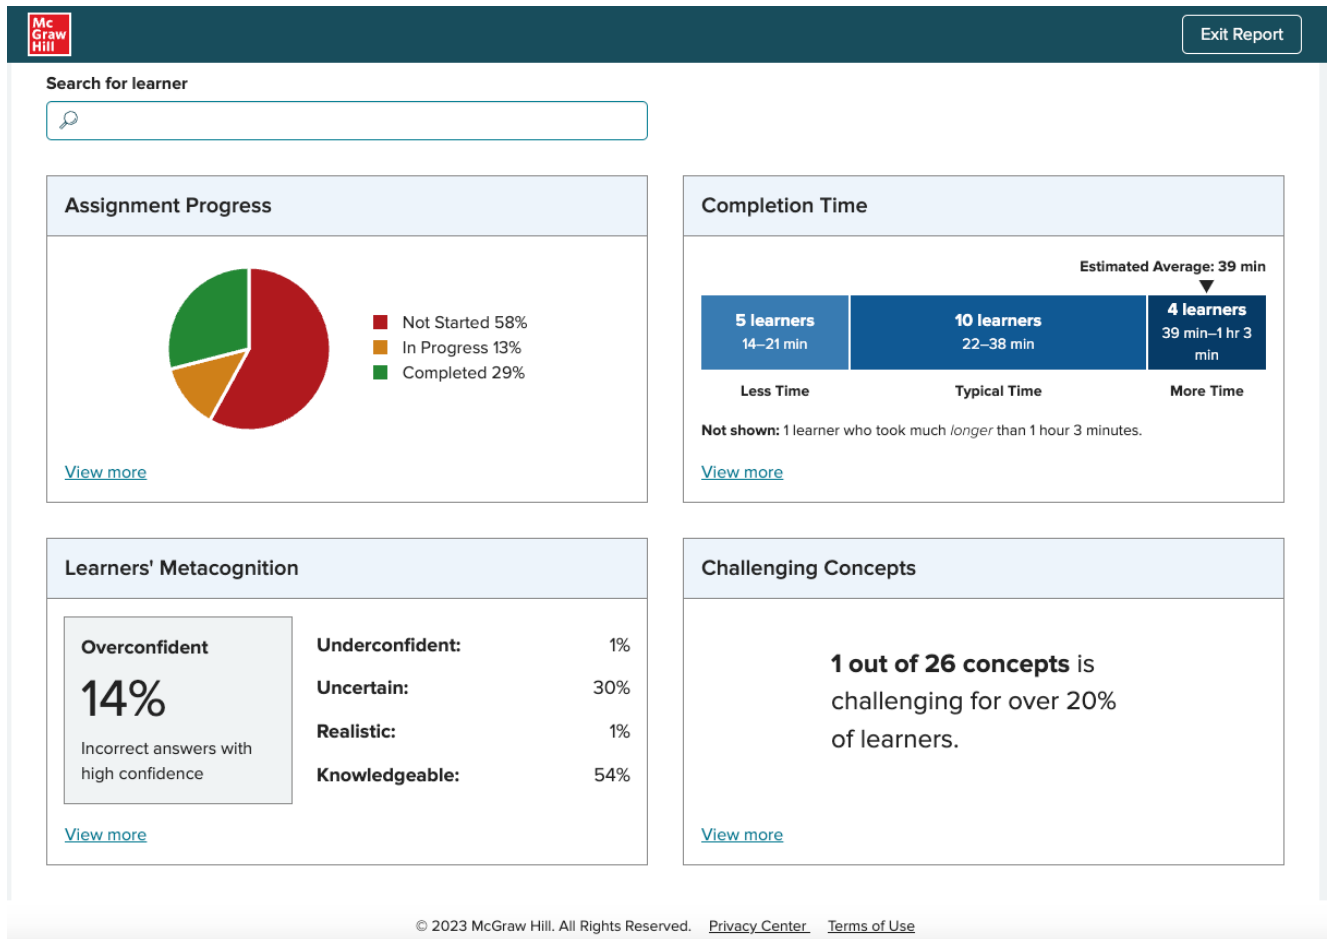 Mc
Graw
Hill
Exit Report
Search for learner
Assignment Progress
Not Started 58%
In Progress 13%
Completed 29%
View more
Completion Time
Estimated Average: 39 min
5 learners
14–21 min
10 learners
22–38 min
4 learners
39 min–1 hr 3
min
Less Time
Typical Time
More Time
Not shown: 1 learner who took much longer than 1 hour 3 minutes.
View more
Learners' Metacognition
Overconfident
14%
Incorrect answers with
high confidence
Underconfident: 1%
Uncertain: 30%
Realistic: 1%
Knowledgeable: 54%
View more
Challenging Concepts
1 out of 26 concepts is
challenging for over 20%
of learners.
View more
© 2023 McGraw Hill. All Rights Reserved. Privacy Center Terms of Use